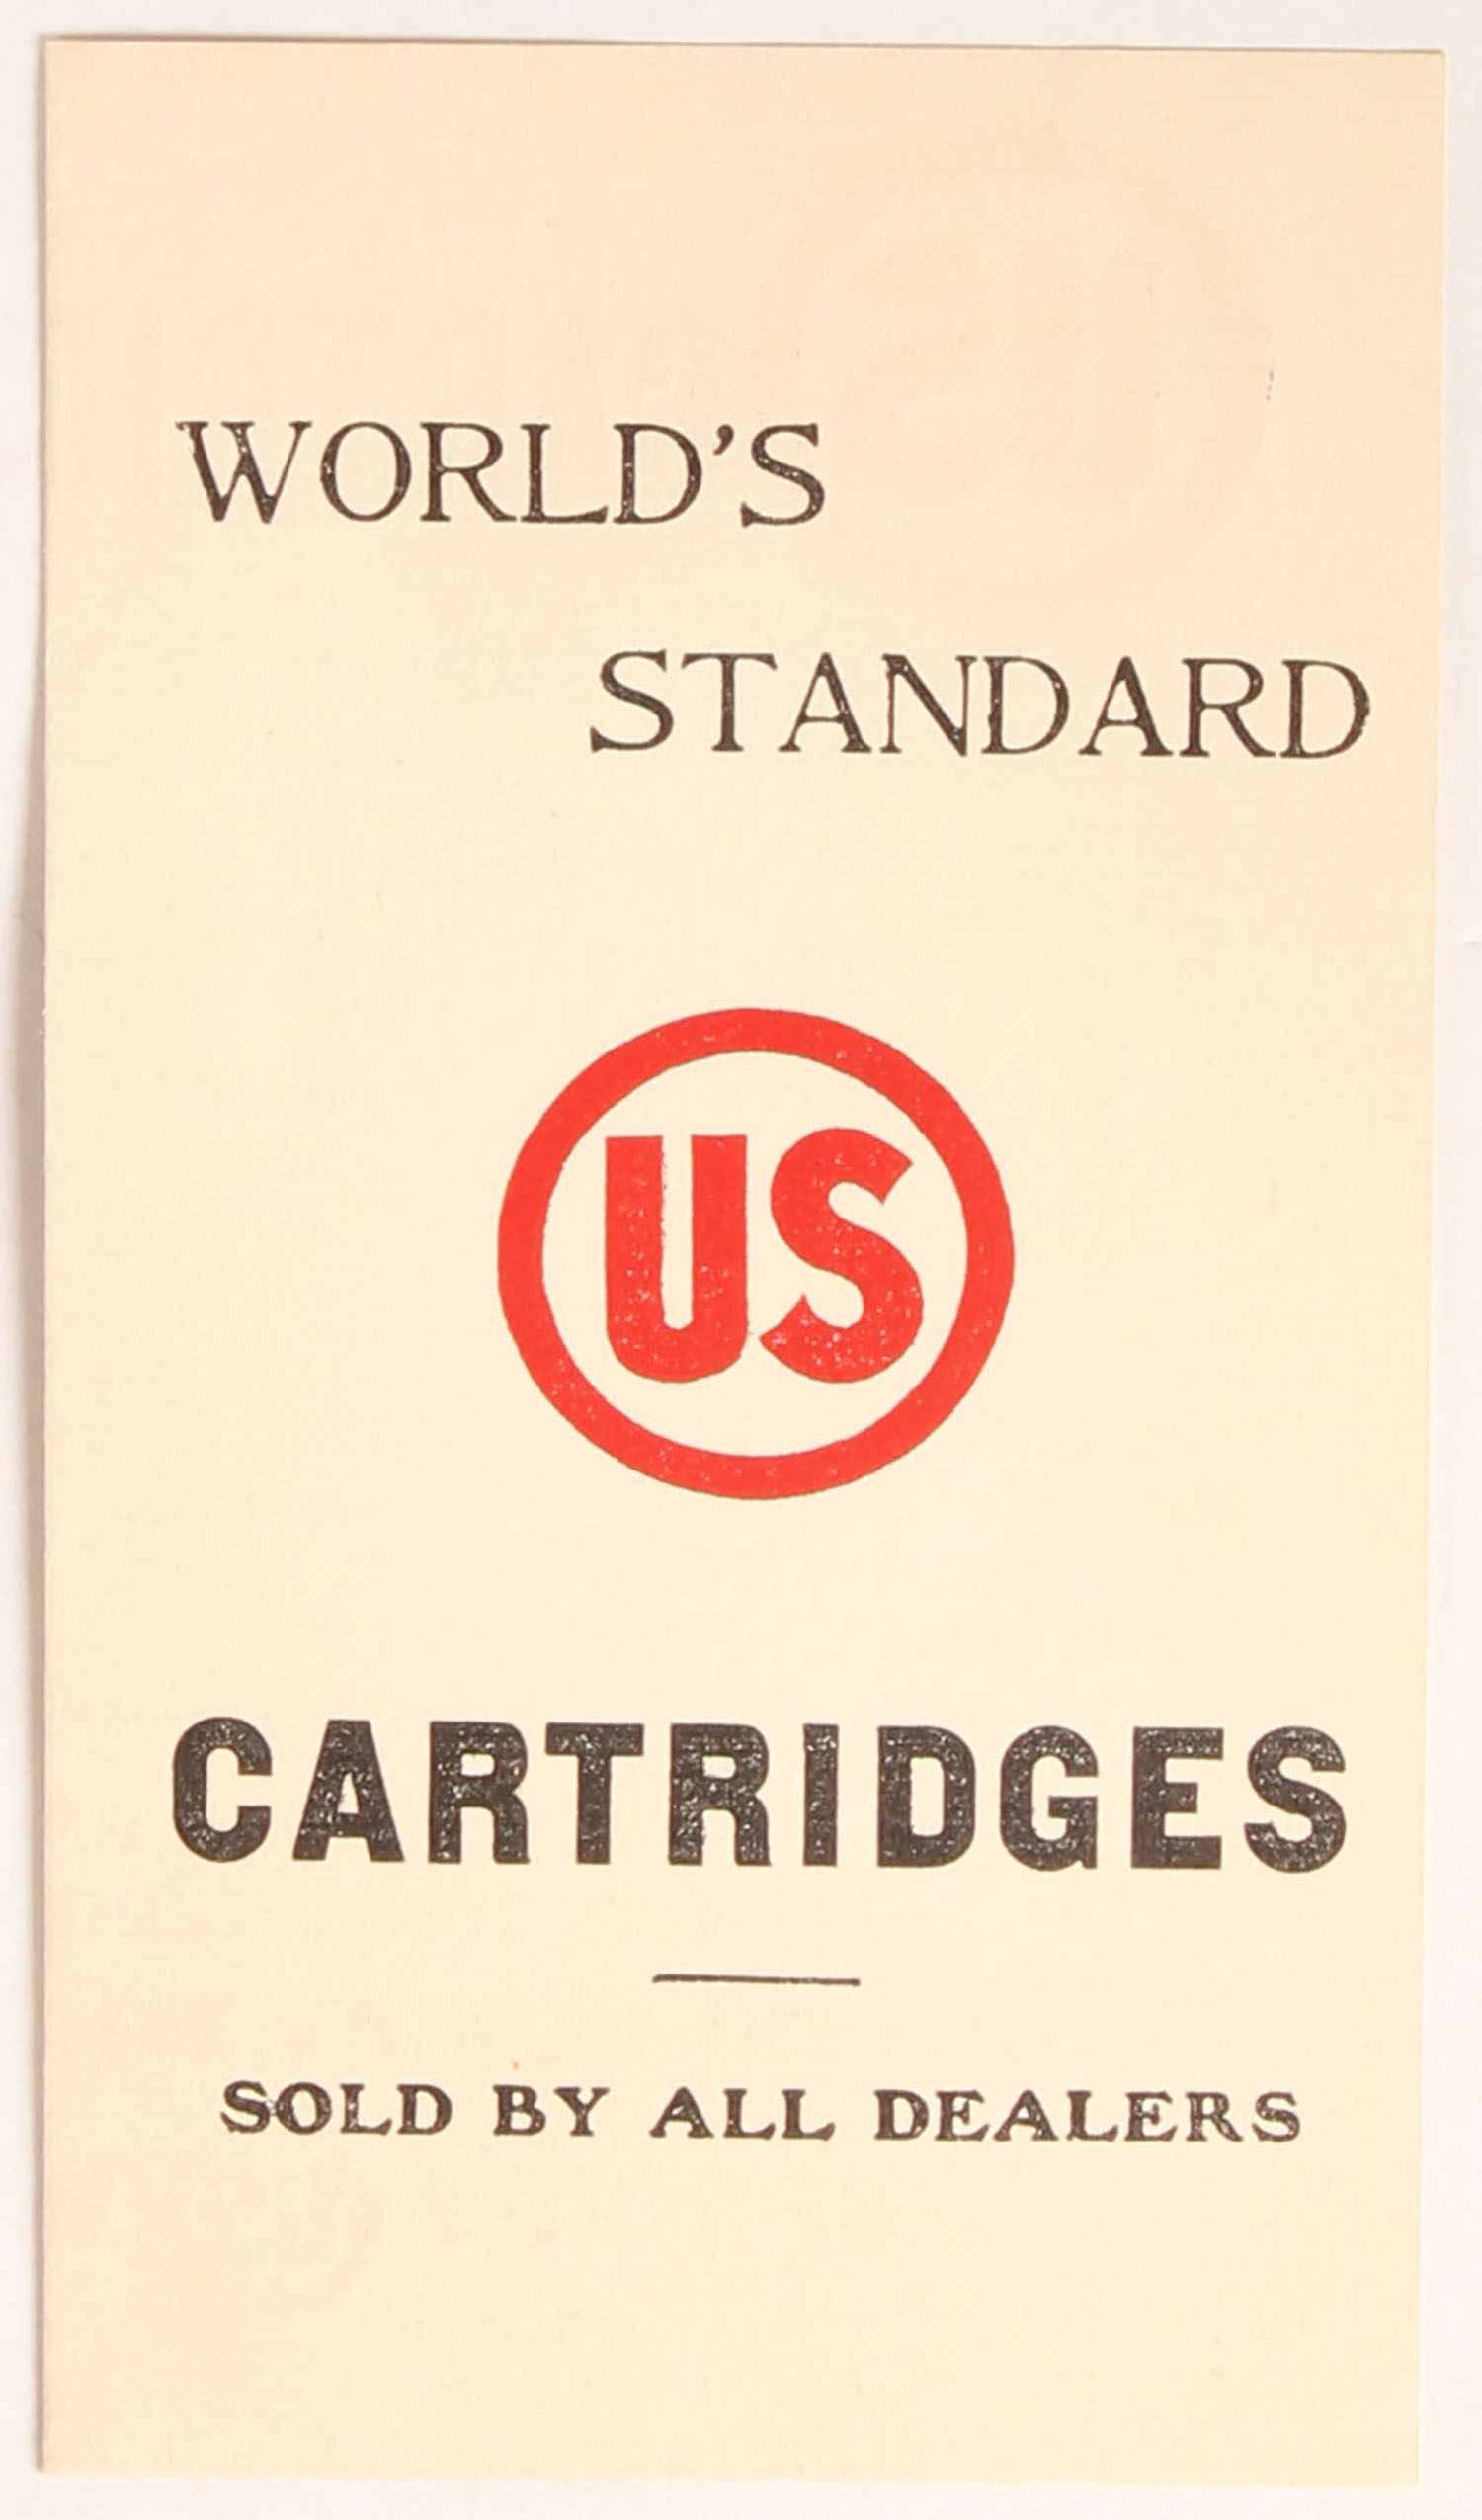 WORLD'S
STANDARD
US
CARTRIDGES
SOLD BY ALL DEALERS